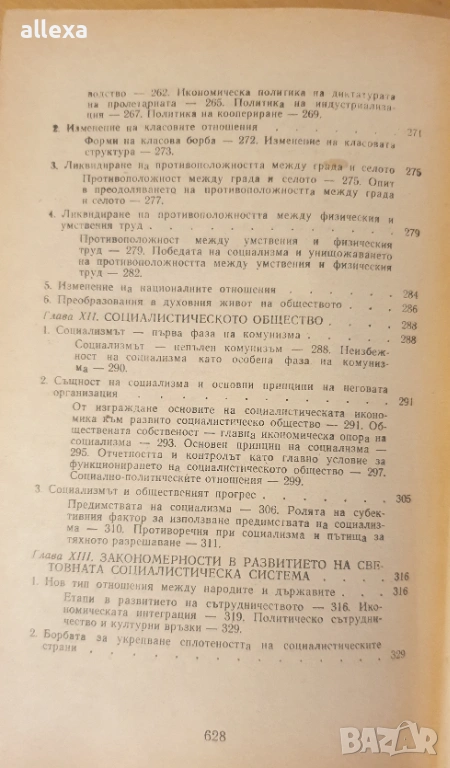 allexa
водство — 262. Икономическа политика на диктатурата
на пролетариата — 265. Политика на индустриализа-
ция — 267. Политика на коопериране — 269.
2. Изменение на класовите отношения 271
Форми на класова борба — 272. Изменение на класовата
структура — 273.
3. Ликвидиране на противоположността между града и селото 275
Противоположност между града и селото — 275. Опит
в преодоляването на противоположността между града
и селото — 277.
4. Ликвидиране на противоположността между физическия и
умствения труд 279
Противоположност между умствения и физическия
труд — 279. Победата на социализма и унищожаването
на противоположността между умствения и физическия
труд — 282.
5. Изменение на националните отношения 284
6. Преобразования в духовния живот на обществото 286
Глава XII. СОЦИАЛИСТИЧЕСКОТО ОБЩЕСТВО 288
1. Социализмът — първа фаза на комунизма 288
Социализмът — непълен комунизъм — 288. Неизбеж-
ност на социализма като особена фаза на комуни-
зма — 290.
2. Същност на социализма и основни принципи на неговата
организация 291
От изграждане основите на социалистическата иконо-
мика към развито социалистическо общество — 291. Об-
ществената собственост — главна икономическа опора на
социализма — 293. Основен принцип на социализма —
295. Отчетността и контролът като главно условие за
функционирането на социалистическото общество — 297.
Социално-политическите отношения — 299.
3. Социализмът и общественият прогрес 305
Предимствата на социализма — 306. Ролята на субек-
тивния фактор за използване предимствата на социализ-
ма — 310. Противоречия при социализма и пътища за
тяхното разрешаване — 311.
Глава XIII. ЗАКОНОМЕРНОСТИ В РАЗВИТИЕТО НА СВЕ-
ТОВНАТА СОЦИАЛИСТИЧЕСКА СИСТЕМА 316
1. Нов тип отношения между народите и държавите 316
Етапи в развитието на сътрудничеството — 316. Ико-
номическата интеграция — 319. Политическо сътрудни-
чество и културни връзки — 329.
2. Борбата за укрепване сплотеността на социалистическите
страни 329
628
BAZAR